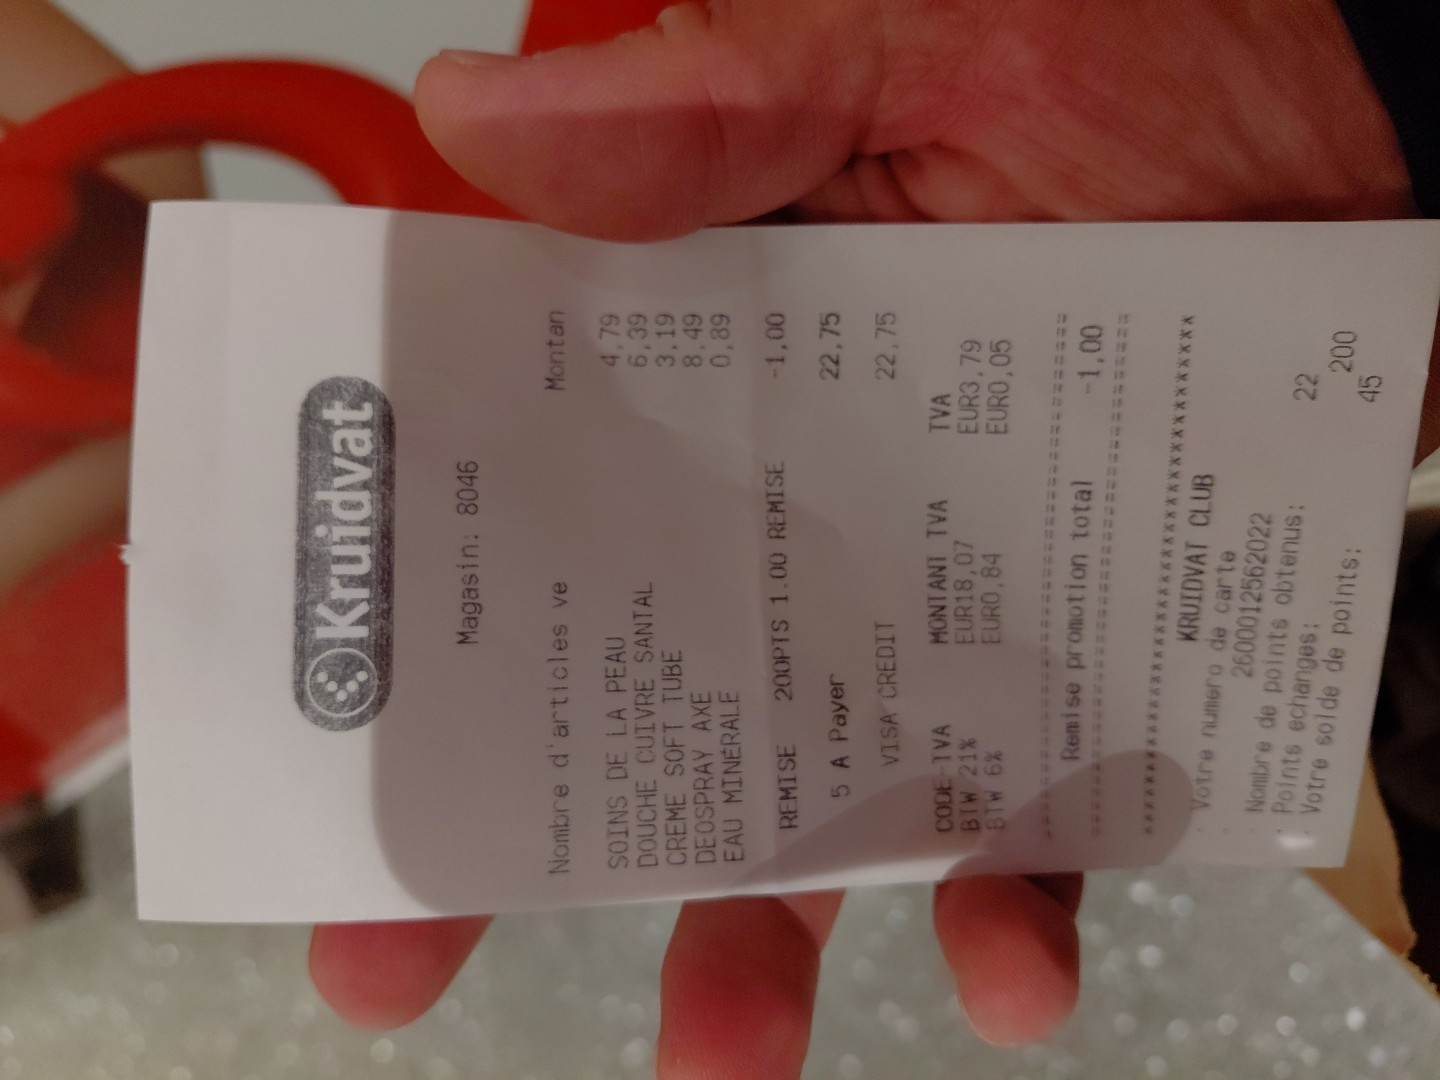 Kruidvat
Magasin: 8046
Nombre d'articles ve Montan
SOINS DE LA PEAU 4,79
DOUCHE CUIVRE SANTAL 6,39
CREME SOFT TUBE 3,19
DEOSPRAY AXE 8,49
EAU MINÉRALE 0,89
REMISE 200PTS 1.00 REMISE -1,00
5 A Payer 22,75
VISA CREDIT 22,75
CODE-TVA MONTANT TVA TVA
BTW 21% EUR18,07 EUR3,79
BTW 6% EUR0,84 EUR0,05
================================
Remise promotion total -1,00
================================
xxxxxxxxxxxxxxxxxxxxxxxxxxxxxxxxxxxxxx
KRUIDVAT CLUB
Votre numero de carte
2600012562022
Nombre de points obtenus: 22
Points echanges: 200
Votre solde de points: 45